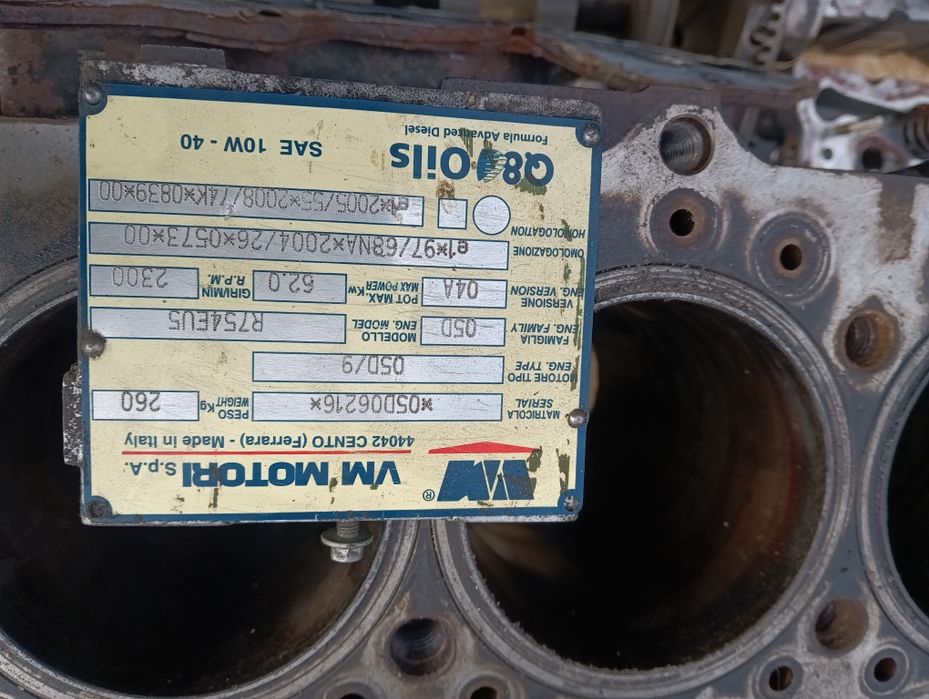 VM MOTORI S.p.A.
®
44042 CENTO (Ferrara) - Made in Italy
MATRICOLA SERIAL *05D06216* PESO WEIGHT Kg 260
MOTORE TIPO ENG. TYPE 05D/9
FAMIGLIA ENG. FAMILY 05D MODELLO ENG. MODEL R754EU5
VERSIONE ENG. VERSION 04A POT MAX. MAX POWER Kw 62.0 GIRI/MIN R.P.M. 2300
OMOLOGAZIONE e1*97/68NA*2004/26*0573*00
HOMOLOGATION e1*2005/55*2008/74K*0839*00
Q8 Oils SAE 10W - 40
Formula Advanced Diesel